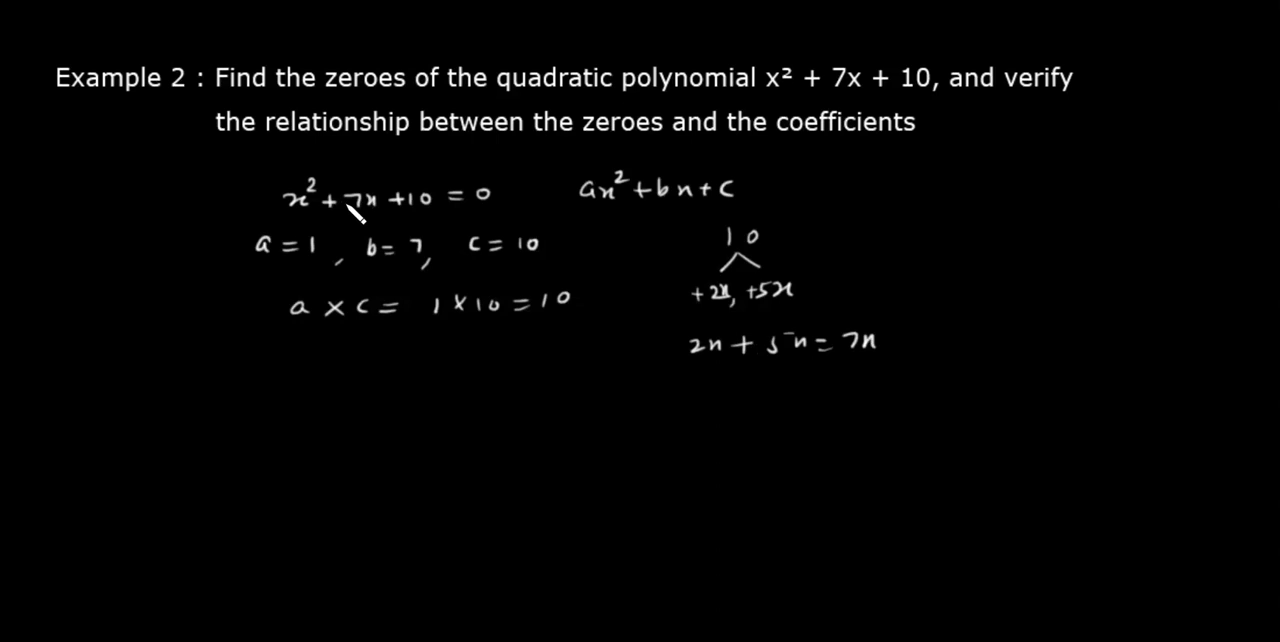 Example 2 : Find the zeroes of the quadratic polynomial x² + 7x + 10, and verify
the relationship between the zeroes and the coefficients
x² + 7x + 10 = 0
ax² + bx + c
a = 1 , b = 7, c = 10
10
a × c = 1 × 10 = 10
+2x, +5x
2x + 5x = 7x